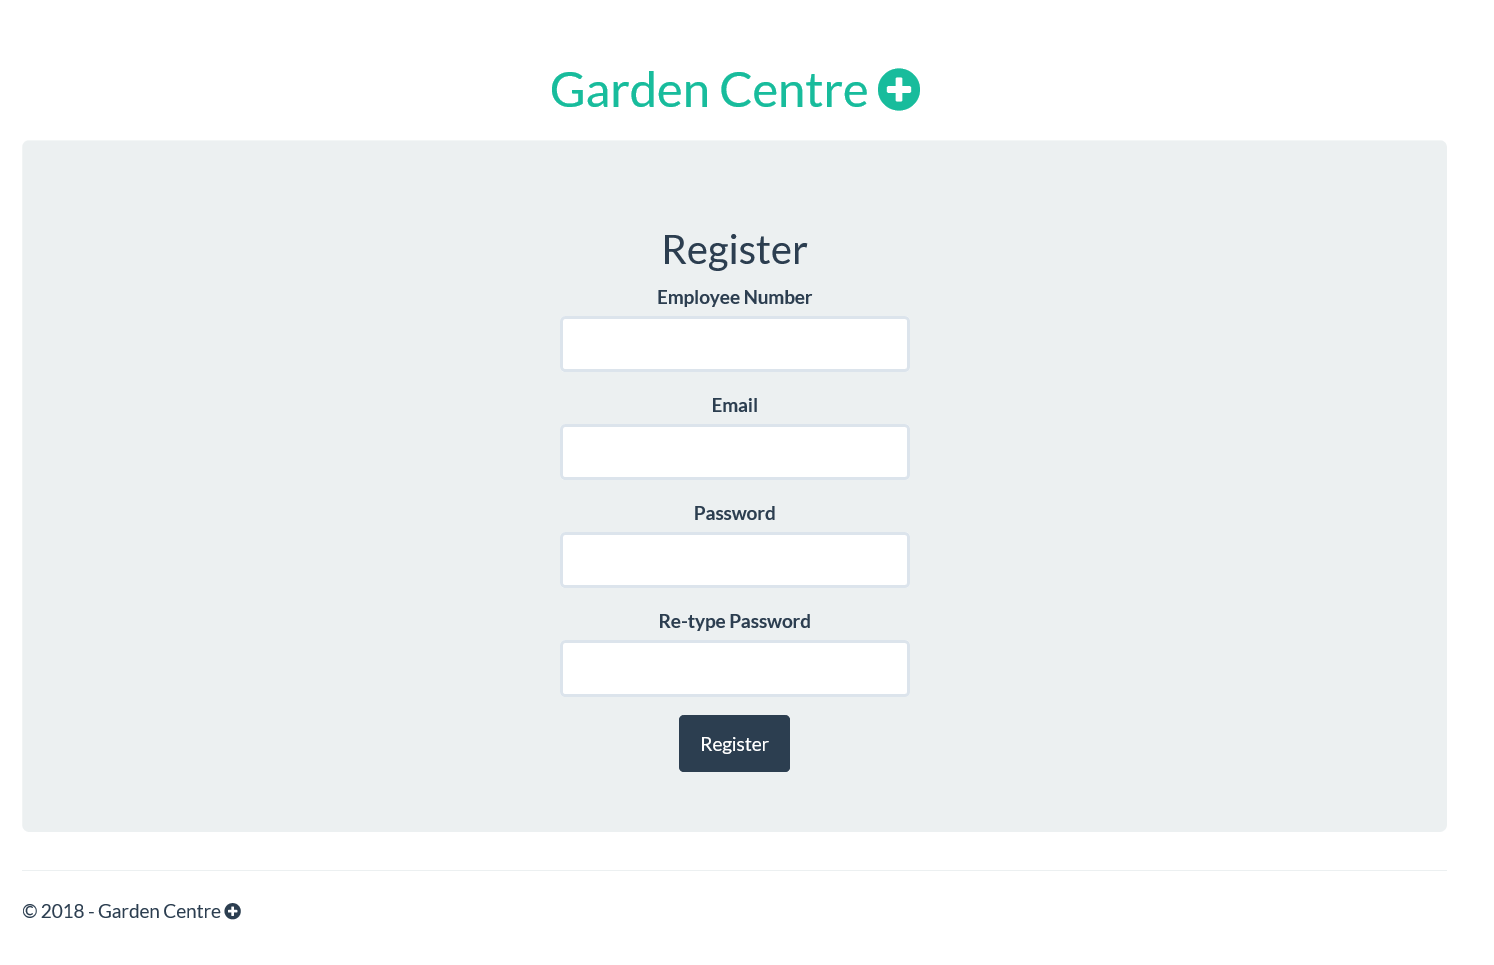 Garden Centre
Register
Employee Number
Email
Password
Re-type Password
Register
© 2018 - Garden Centre